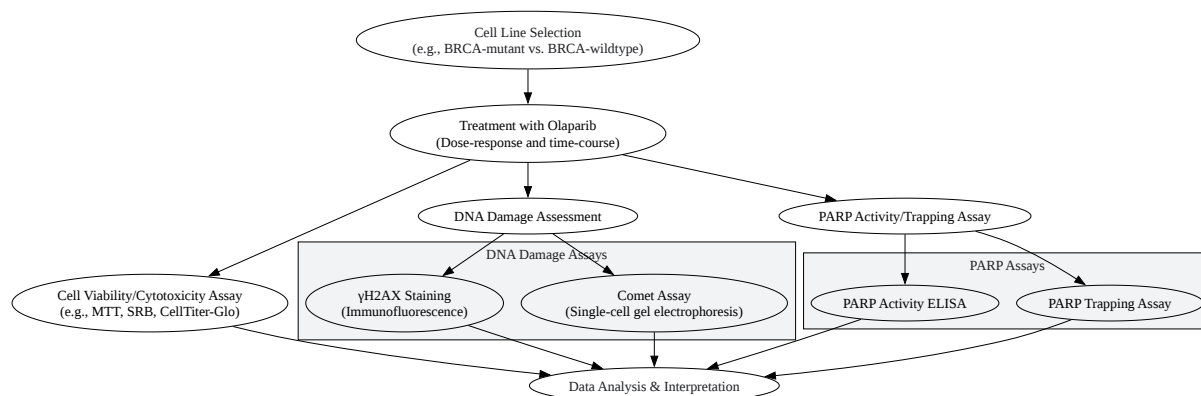 Cell Line Selection
(e.g., BRCA-mutant vs. BRCA-wildtype)
Treatment with Olaparib
(Dose-response and time-course)
DNA Damage Assessment
PARP Activity/Trapping Assay
DNA Damage Assays
PARP Assays
Cell Viability/Cytotoxicity Assay
(e.g., MTT, SRB, CellTiter-Glo)
γH2AX Staining
(Immunofluorescence)
Comet Assay
(Single-cell gel electrophoresis)
PARP Activity ELISA
PARP Trapping Assay
Data Analysis & Interpretation